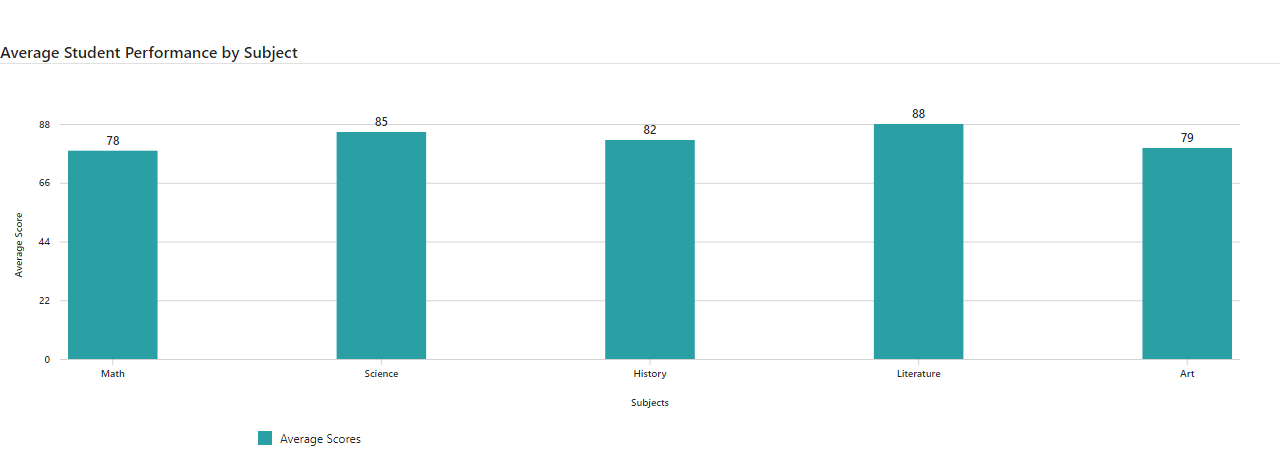 Average Student Performance by Subject
88
66
44
22
0
Average Score
78
85
82
88
79
Math
Science
History
Literature
Art
Subjects
Average Scores